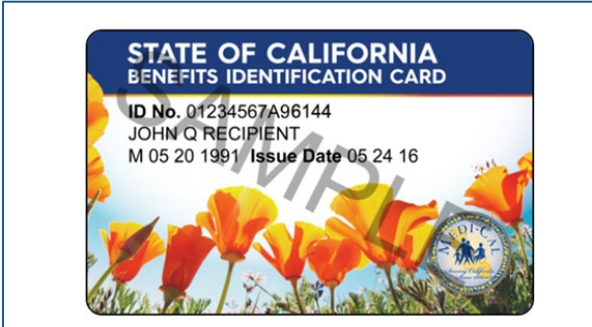 STATE OF CALIFORNIA
BENEFITS IDENTIFICATION CARD
ID No. 01234567A96144
JOHN Q RECIPIENT
M 05 20 1991 Issue Date 05 24 16
SAMPLE
MEDI-CAL